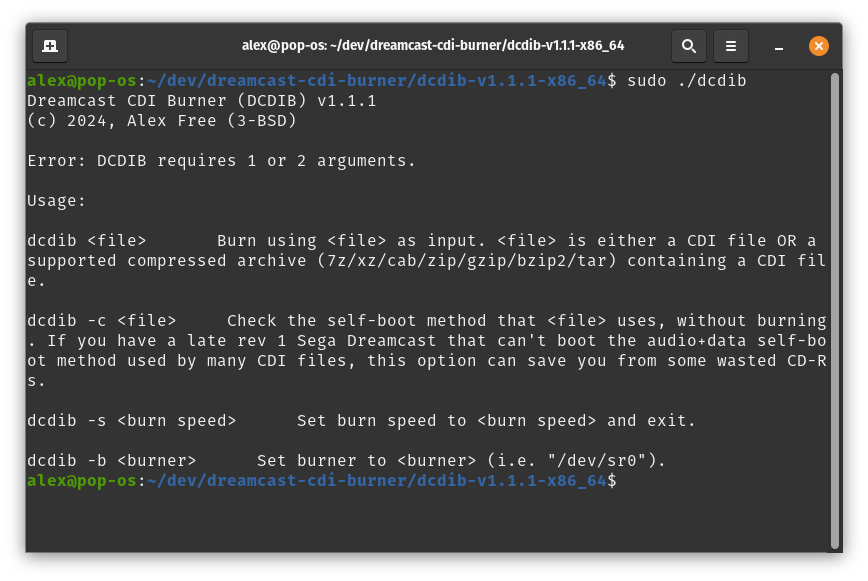 alex@pop-os: ~/dev/dreamcast-cdi-burner/dcdib-v1.1.1-x86_64
alex@pop-os:~/dev/dreamcast-cdi-burner/dcdib-v1.1.1-x86_64$ sudo ./dcdib
Dreamcast CDI Burner (DCDIB) v1.1.1
(c) 2024, Alex Free (3-BSD)
Error: DCDIB requires 1 or 2 arguments.
Usage:
dcdib <file>       Burn using <file> as input. <file> is either a CDI file OR a
supported compressed archive (7z/xz/cab/zip/gzip/bzip2/tar) containing a CDI fil
e.
dcdib -c <file>     Check the self-boot method that <file> uses, without burning
. If you have a late rev 1 Sega Dreamcast that can't boot the audio+data self-bo
ot method used by many CDI files, this option can save you from some wasted CD-R
s.
dcdib -s <burn speed>      Set burn speed to <burn speed> and exit.
dcdib -b <burner>      Set burner to <burner> (i.e. "/dev/sr0").
alex@pop-os:~/dev/dreamcast-cdi-burner/dcdib-v1.1.1-x86_64$